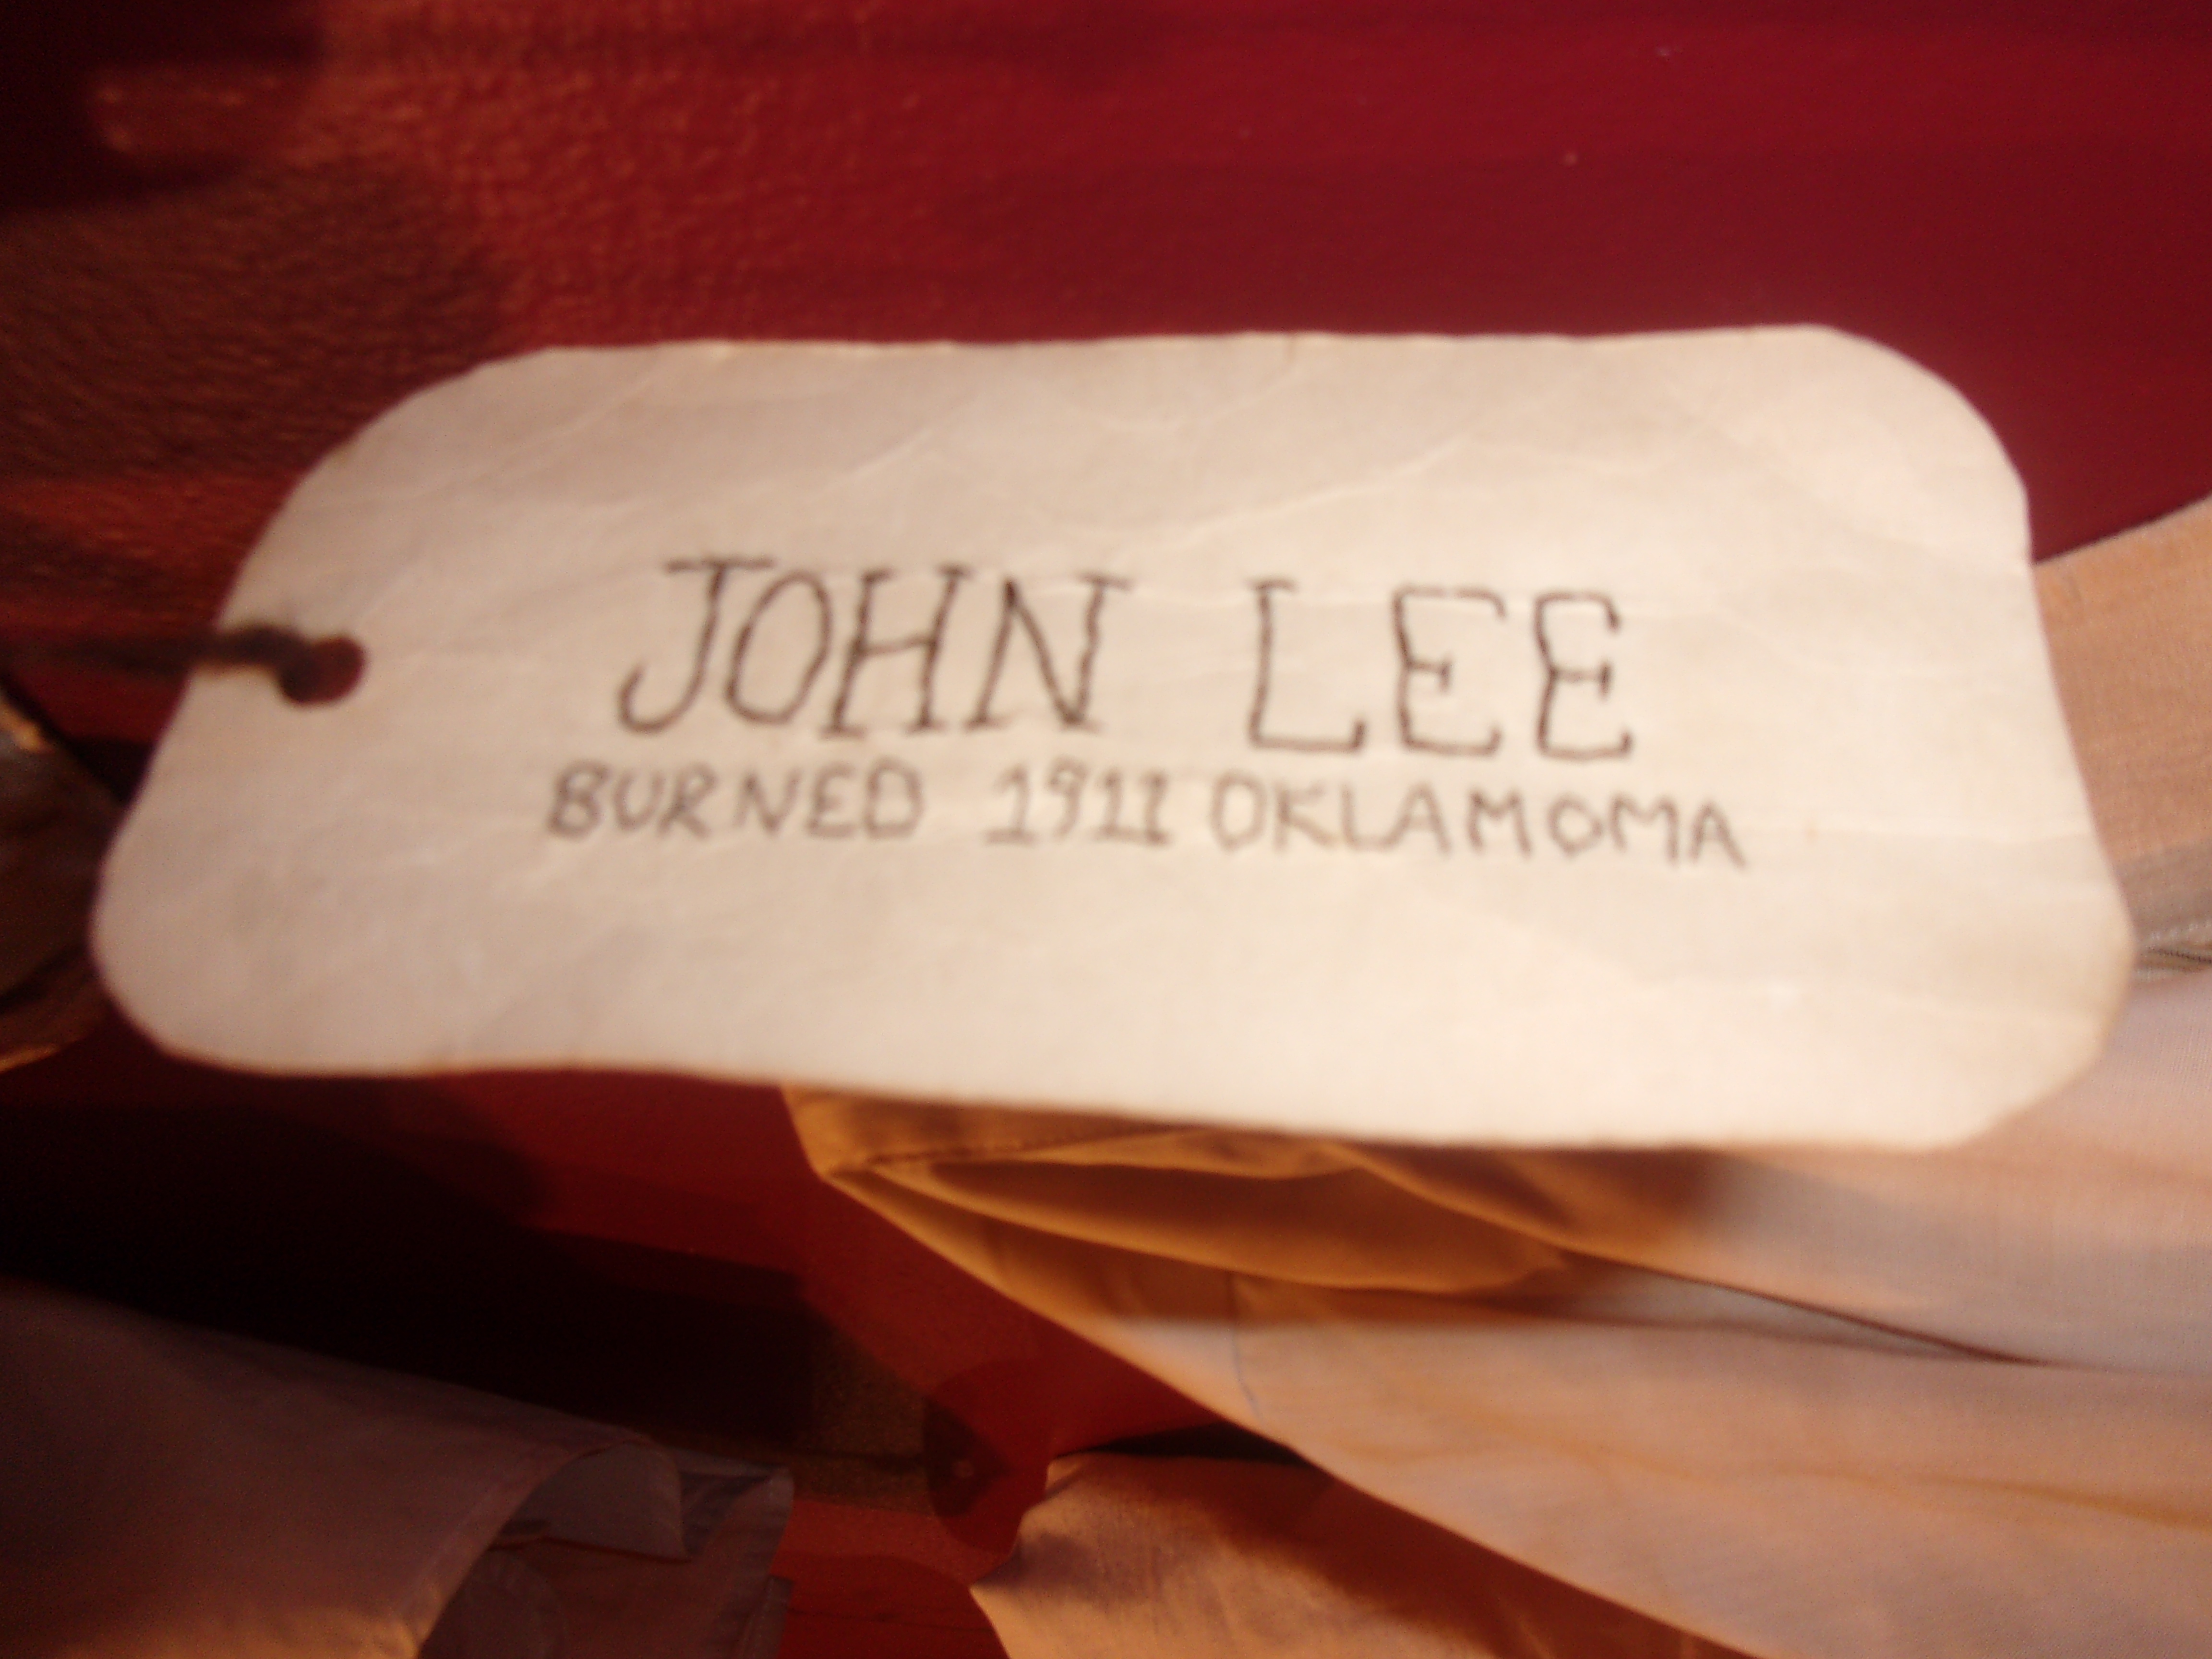 JOHN LEE
BURNED 1911 OKLAMOMA